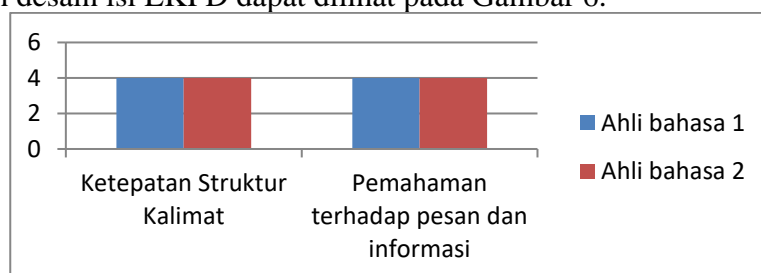 desain isi LKPD dapat dilihat pada Gambar 6.
6
4
2
0
Ketepatan Struktur
Kalimat
Pemahaman
terhadap pesan dan
informasi
Ahli bahasa 1
Ahli bahasa 2